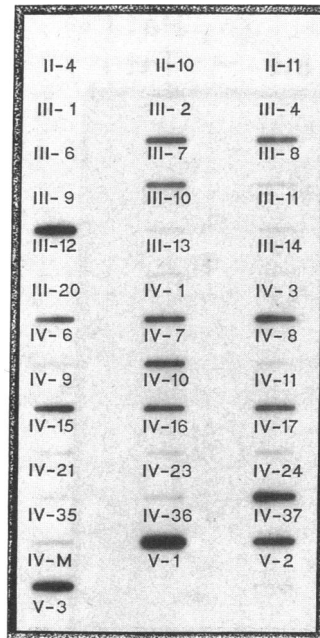 II-4 II-10 II-11
III-1 III-2 III-4
III-6 III-7 III-8
III-9 III-10 III-11
III-12 III-13 III-14
III-20 IV-1 IV-3
IV-6 IV-7 IV-8
IV-9 IV-10 IV-11
IV-15 IV-16 IV-17
IV-21 IV-23 IV-24
IV-35 IV-36 IV-37
IV-M V-1 V-2
V-3